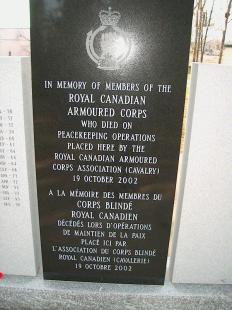 IN MEMORY OF MEMBERS OF THE
ROYAL CANADIAN
ARMOURED CORPS
WHO DIED ON
PEACEKEEPING OPERATIONS
PLACED HERE BY THE
ROYAL CANADIAN ARMOURED
CORPS ASSOCIATION (CAVALRY)
19 OCTOBER 2002
A LA MÉMOIRE DES MEMBRES DU
CORPS BLINDÉ
ROYAL CANADIEN
DÉCÉDÉS LORS D'OPÉRATIONS
DE MAINTIEN DE LA PAIX
PLACÉ ICI PAR
L'ASSOCIATION DU CORPS BLINDÉ
ROYAL CANADIEN (CAVALERIE)
19 OCTOBRE 2002